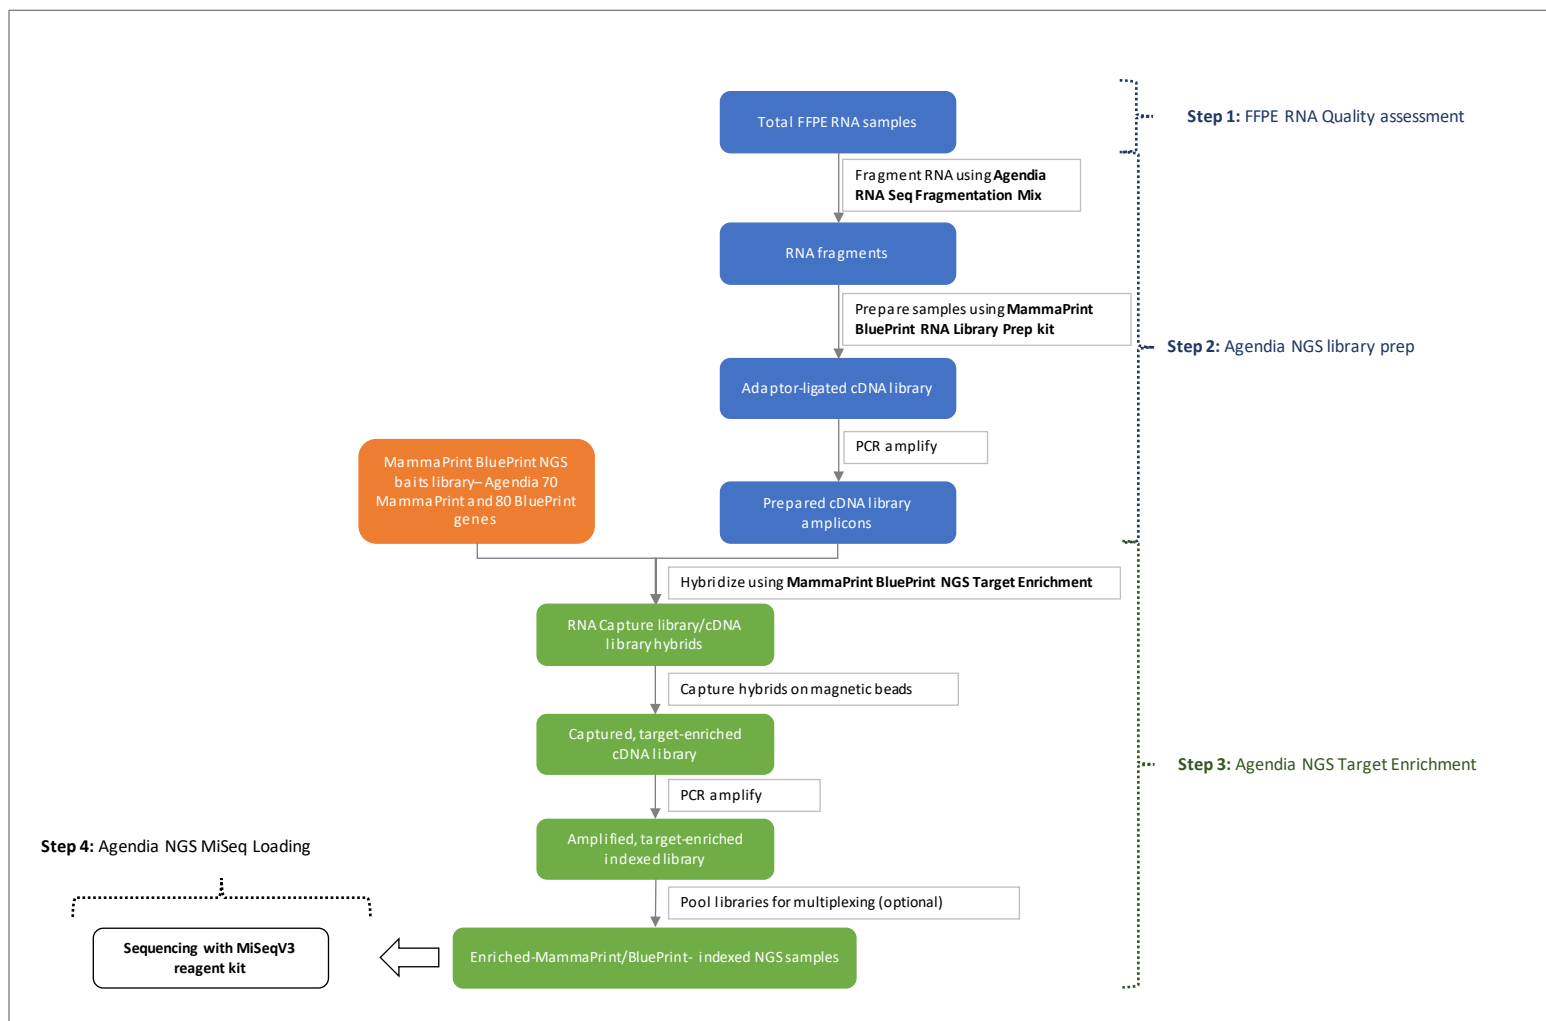 Total FFPE RNA samples
Step 1: FFPE RNA Quality assessment
Fragment RNA using Agendia
RNA Seq Fragmentation Mix
RNA fragments
Prepare samples using MammaPrint
BluePrint RNA Library Prep kit
Step 2: Agendia NGS library prep
Adaptor-ligated cDNA library
PCR amplify
MammaPrint BluePrint NGS
baits library– Agendia 70
MammaPrint and 80 BluePrint
genes
Prepared cDNA library
amplicons
Hybridize using MammaPrint BluePrint NGS Target Enrichment
RNA Capture library/cDNA
library hybrids
Capture hybrids on magnetic beads
Captured, target-enriched
cDNA library
Step 3: Agendia NGS Target Enrichment
PCR amplify
Amplified, target-enriched
indexed library
Step 4: Agendia NGS MiSeq Loading
Pool libraries for multiplexing (optional)
Sequencing with MiSeqV3
reagent kit
Enriched-MammaPrint/BluePrint- indexed NGS samples